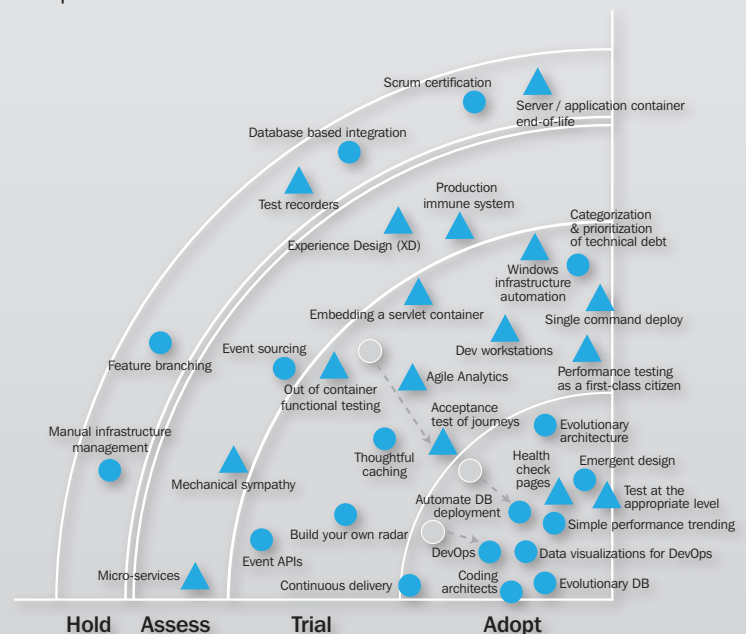 Scrum certification
Server / application container
end-of-life
Database based integration
Test recorders
Production
immune system
Experience Design (XD)
Categorization
& prioritization
of technical debt
Windows
infrastructure
automation
Embedding a servlet container
Single command deploy
Dev workstations
Feature branching
Event sourcing
Out of container
functional testing
Agile Analytics
Performance testing
as a first-class citizen
Acceptance
test of journeys
Evolutionary
architecture
Manual infrastructure
management
Mechanical sympathy
Thoughtful
caching
Health
check
pages
Emergent design
Test at the
appropriate level
Automate DB
deployment
Simple performance trending
Build your own radar
Event APIs
DevOps
Data visualizations for DevOps
Micro-services
Continuous delivery
Coding
architects
Evolutionary DB
Hold
Assess
Trial
Adopt